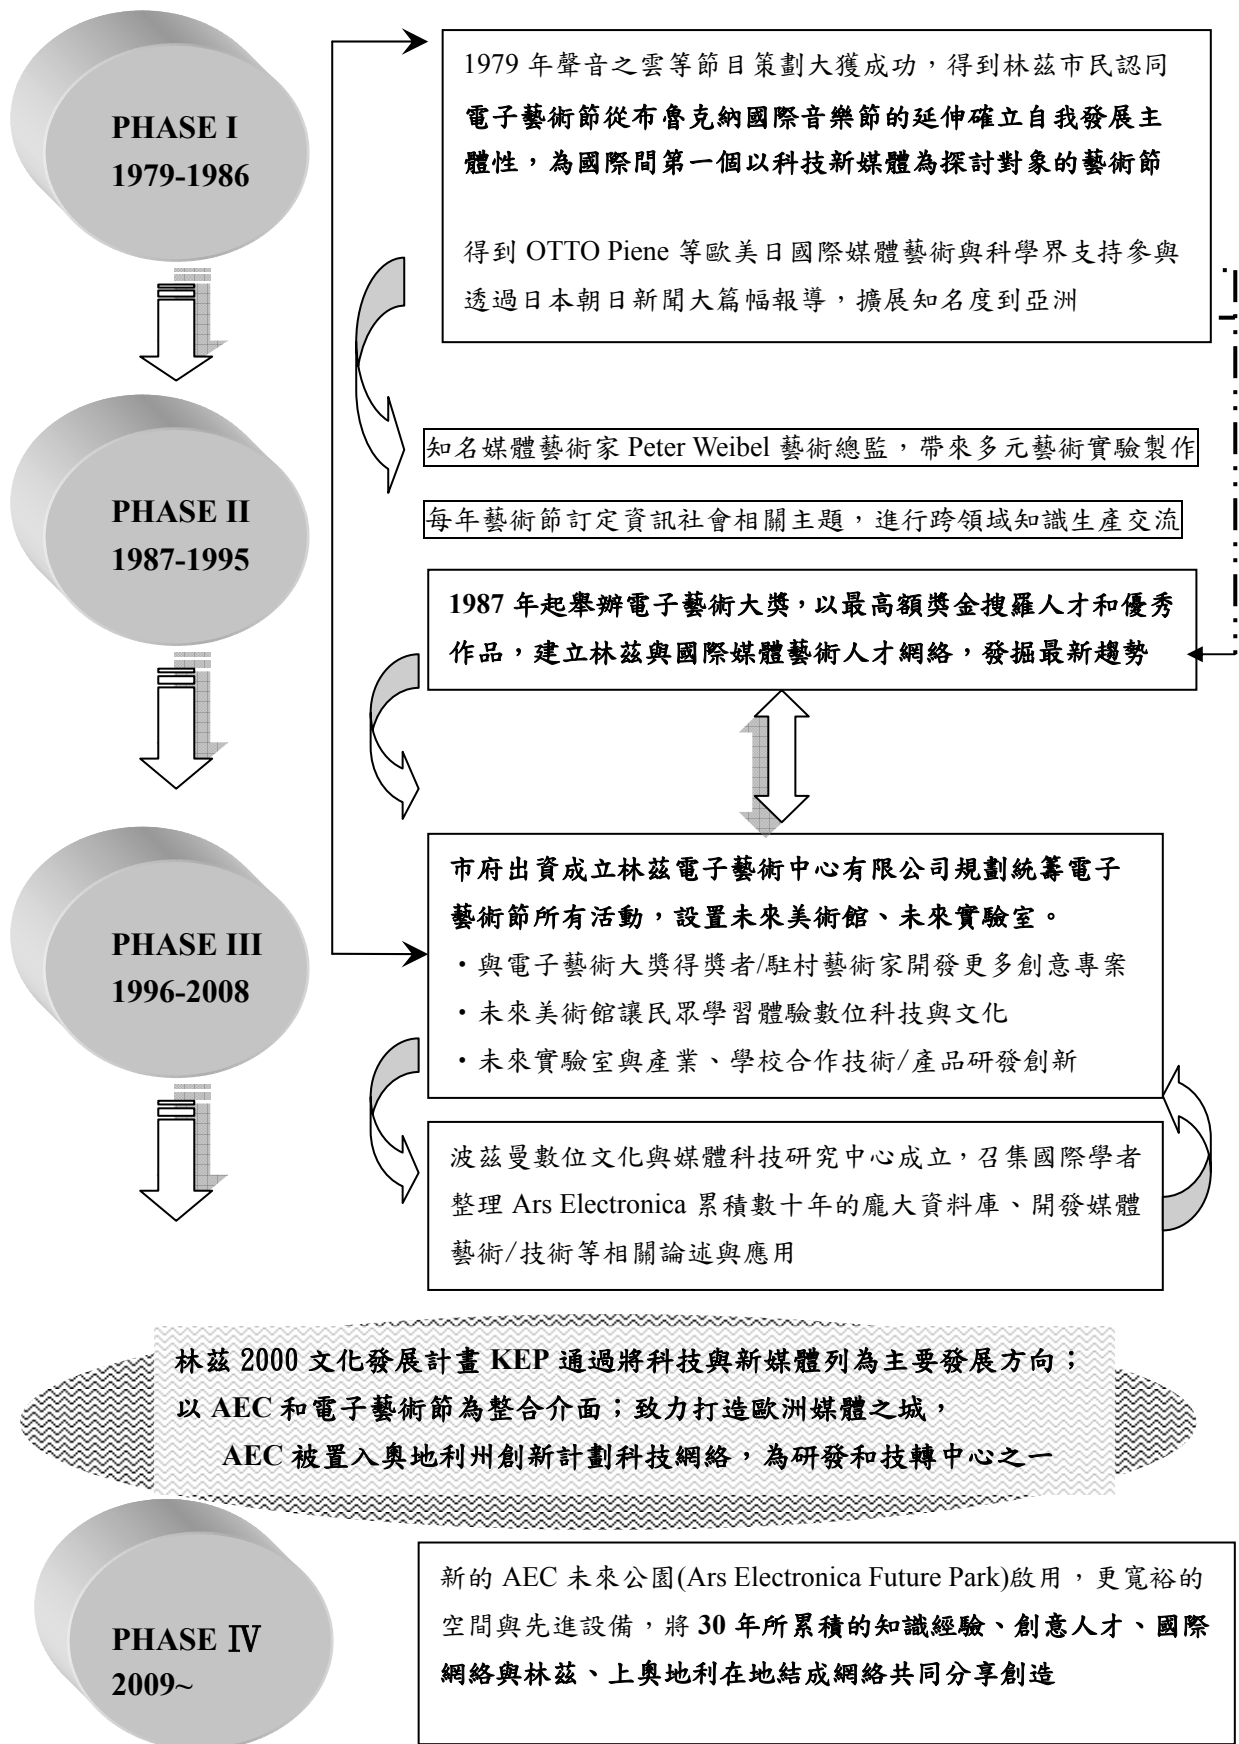 PHASE I
1979-1986
1979 年聲音之雲等節目策劃大獲成功，得到林茲市民認同
電子藝術節從布魯克納國際音樂節的延伸確立自我發展主
體性，為國際間第一個以科技新媒體為探討對象的藝術節
得到 OTTO Piene 等歐美日國際媒體藝術與科學界支持參與
透過日本朝日新聞大篇幅報導，擴展知名度到亞洲
PHASE II
1987-1995
知名媒體藝術家 Peter Weibel 藝術總監，帶來多元藝術實驗製作
每年藝術節訂定資訊社會相關主題，進行跨領域知識生產交流
1987 年起舉辦電子藝術大獎，以最高額獎金搜羅人才和優秀
作品，建立林茲與國際媒體藝術人才網絡，發掘最新趨勢
PHASE III
1996-2008
市府出資成立林茲電子藝術中心有限公司規劃統籌電子
藝術節所有活動，設置未來美術館、未來實驗室。
・與電子藝術大獎得獎者/駐村藝術家開發更多創意專案
・未來美術館讓民眾學習體驗數位科技與文化
・未來實驗室與產業、學校合作技術/產品研發創新
波茲曼數位文化與媒體科技研究中心成立，召集國際學者
整理 Ars Electronica 累積數十年的龐大資料庫、開發媒體
藝術/技術等相關論述與應用
林茲 2000 文化發展計畫 KEP 通過將科技與新媒體列為主要發展方向；
以 AEC 和電子藝術節為整合介面；致力打造歐洲媒體之城，
AEC 被置入奧地利州創新計劃科技網絡，為研發和技轉中心之一
PHASE Ⅳ
2009~
新的 AEC 未來公園(Ars Electronica Future Park)啟用，更寬裕的
空間與先進設備，將 30 年所累積的知識經驗、創意人才、國際
網絡與林茲、上奧地利在地結成網絡共同分享創造